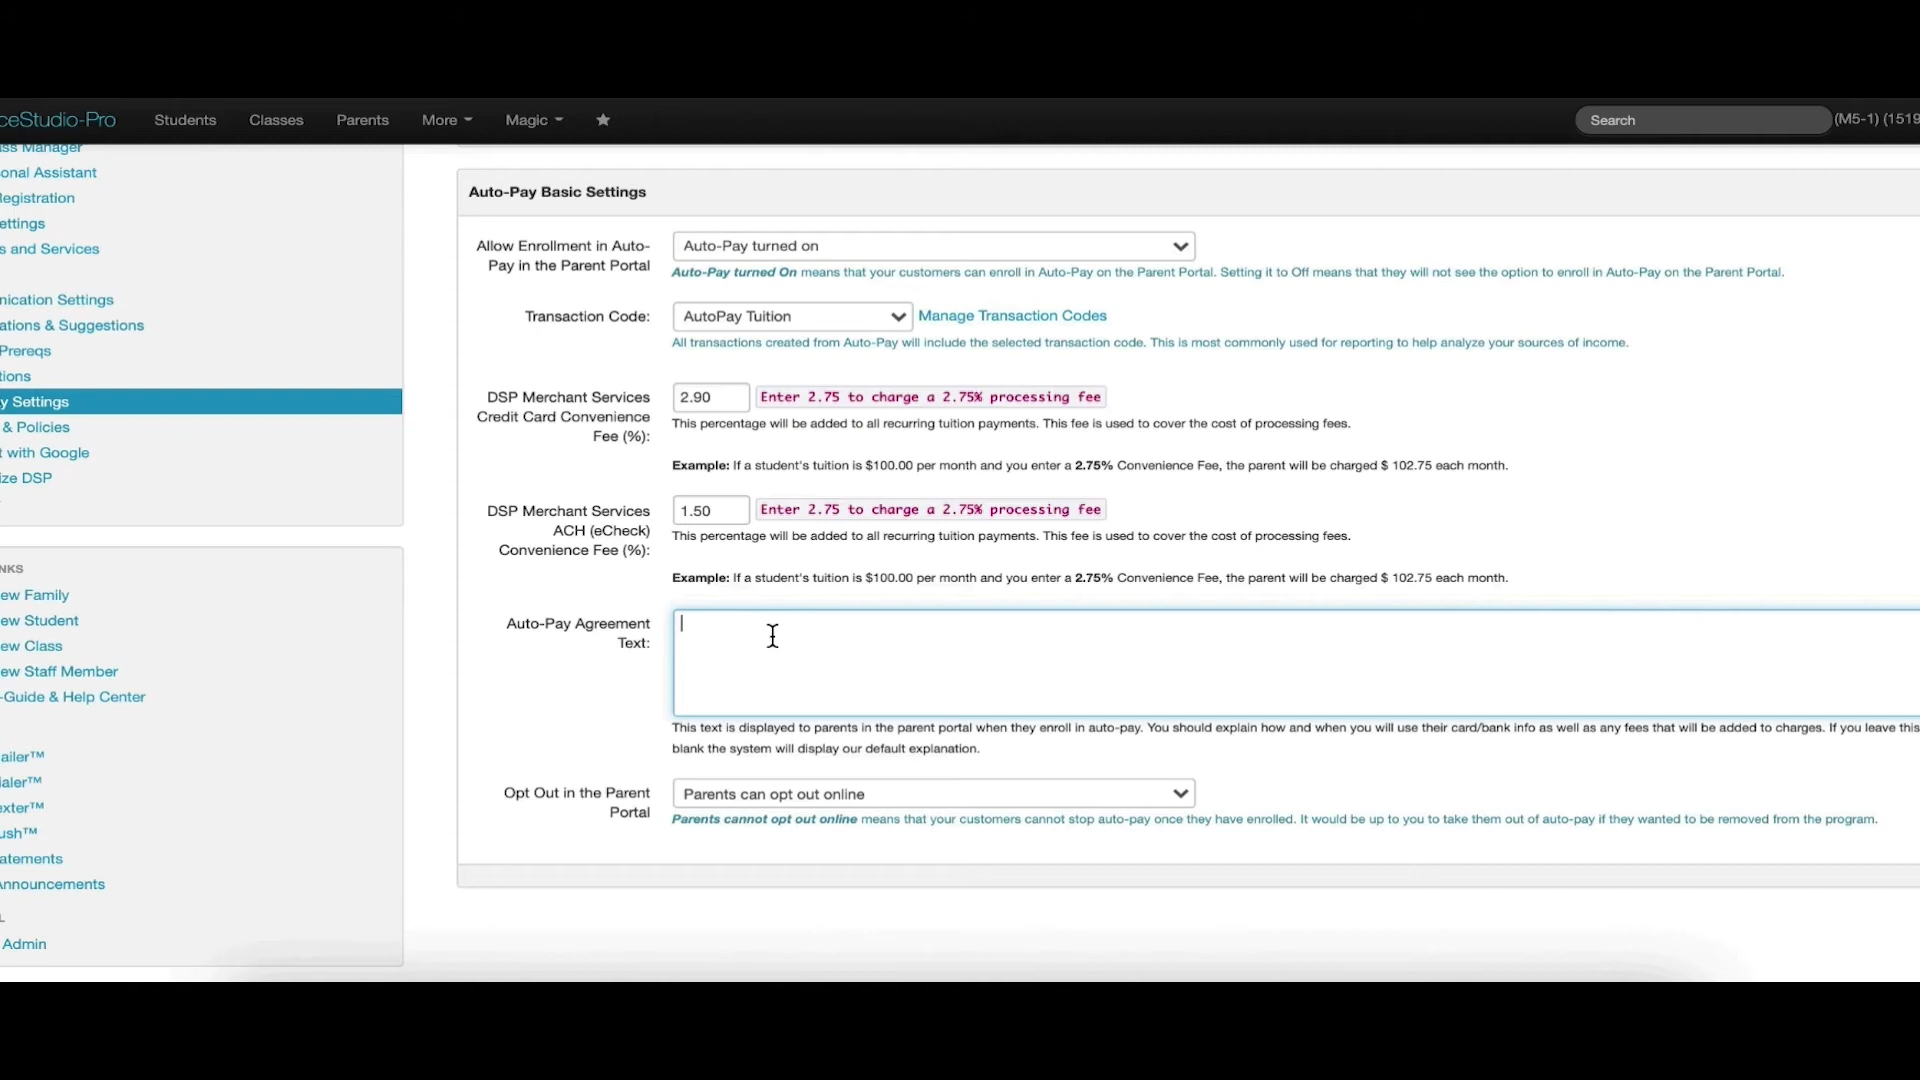 ceStudio-Pro Students Classes Parents More Magic Search (M5-1) (1519
ass Manager
onal Assistant
Registration
ettings
s and Services
nication Settings
ations & Suggestions
Prereqs
tions
y Settings
& Policies
t with Google
ize DSP
NKS
ew Family
ew Student
ew Class
ew Staff Member
-Guide & Help Center
ailer™
ialer™
exter™
ush™
atements
Announcements
L
Admin
Auto-Pay Basic Settings
Allow Enrollment in Auto-
Pay in the Parent Portal
Auto-Pay turned on
Auto-Pay turned On means that your customers can enroll in Auto-Pay on the Parent Portal. Setting it to Off means that they will not see the option to enroll in Auto-Pay on the Parent Portal.
Transaction Code:
AutoPay Tuition Manage Transaction Codes
All transactions created from Auto-Pay will include the selected transaction code. This is most commonly used for reporting to help analyze your sources of income.
DSP Merchant Services
Credit Card Convenience
Fee (%):
2.90 Enter 2.75 to charge a 2.75% processing fee
This percentage will be added to all recurring tuition payments. This fee is used to cover the cost of processing fees.
Example: If a student's tuition is $100.00 per month and you enter a 2.75% Convenience Fee, the parent will be charged $ 102.75 each month.
DSP Merchant Services
ACH (eCheck)
Convenience Fee (%):
1.50 Enter 2.75 to charge a 2.75% processing fee
This percentage will be added to all recurring tuition payments. This fee is used to cover the cost of processing fees.
Example: If a student's tuition is $100.00 per month and you enter a 2.75% Convenience Fee, the parent will be charged $ 102.75 each month.
Auto-Pay Agreement
Text:
This text is displayed to parents in the parent portal when they enroll in auto-pay. You should explain how and when you will use their card/bank info as well as any fees that will be added to charges. If you leave this
blank the system will display our default explanation.
Opt Out in the Parent
Portal
Parents can opt out online
Parents cannot opt out online means that your customers cannot stop auto-pay once they have enrolled. It would be up to you to take them out of auto-pay if they wanted to be removed from the program.